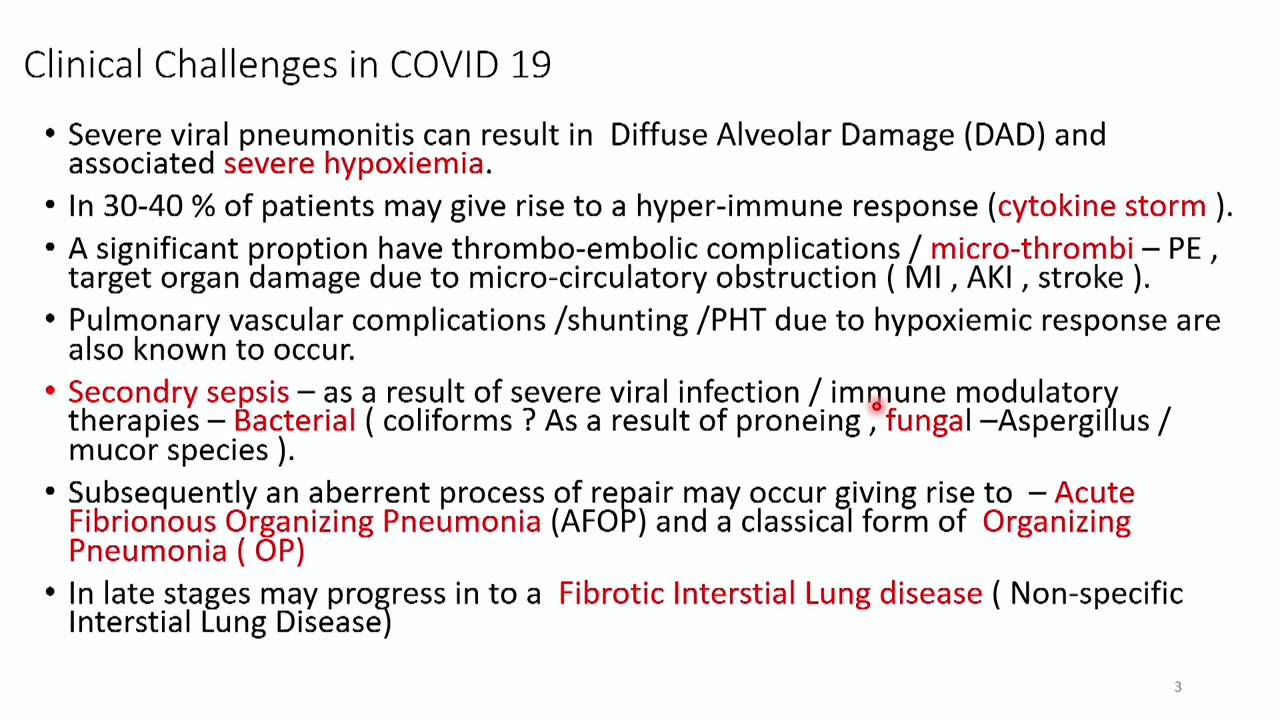 Clinical Challenges in COVID 19
• Severe viral pneumonitis can result in Diffuse Alveolar Damage (DAD) and
associated severe hypoxiemia.
• In 30-40 % of patients may give rise to a hyper-immune response (cytokine storm ).
• A significant proption have thrombo-embolic complications / micro-thrombi – PE ,
target organ damage due to micro-circulatory obstruction ( MI , AKI , stroke ).
• Pulmonary vascular complications /shunting /PHT due to hypoxiemic response are
also known to occur.
• Secondry sepsis – as a result of severe viral infection / immune modulatory
therapies – Bacterial ( coliforms ? As a result of proneing , fungal –Aspergillus /
mucor species ).
• Subsequently an aberrent process of repair may occur giving rise to – Acute
Fibrionous Organizing Pneumonia (AFOP) and a classical form of Organizing
Pneumonia ( OP)
• In late stages may progress in to a Fibrotic Interstial Lung disease ( Non-specific
Interstial Lung Disease)
3